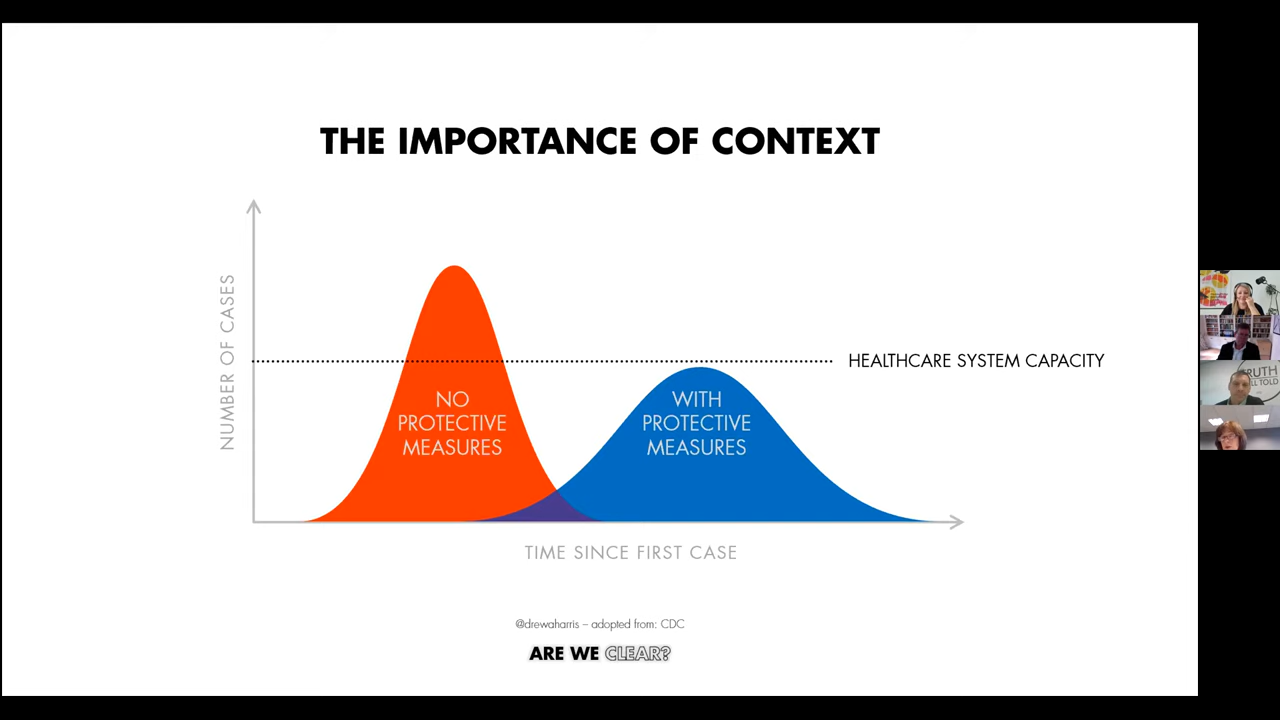 THE IMPORTANCE OF CONTEXT
NUMBER OF CASES
HEALTHCARE SYSTEM CAPACITY
NO
PROTECTIVE
MEASURES
WITH
PROTECTIVE
MEASURES
TIME SINCE FIRST CASE
@drewaharris – adopted from: CDC
ARE WE CLEAR?
TOLD